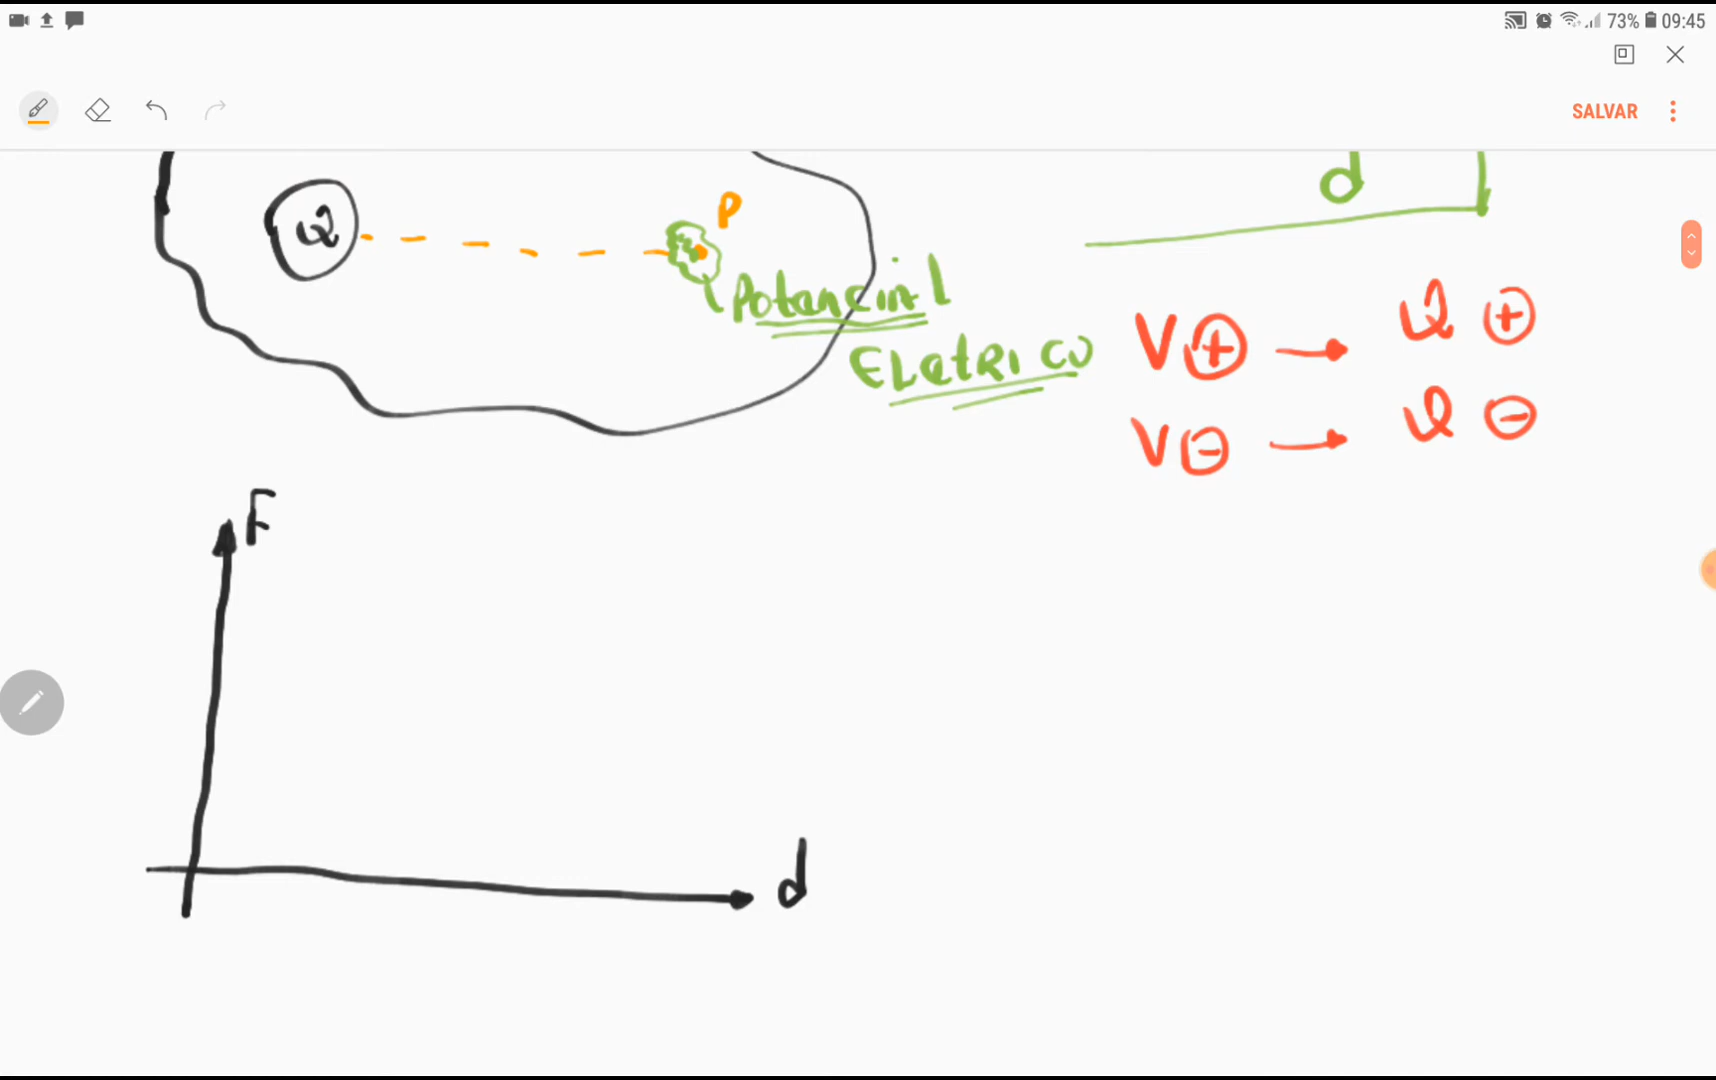 73% 09:45
SALVAR
d
Q
P
Potencial
Eletrico
V + → Q +
V - → Q -
F
d